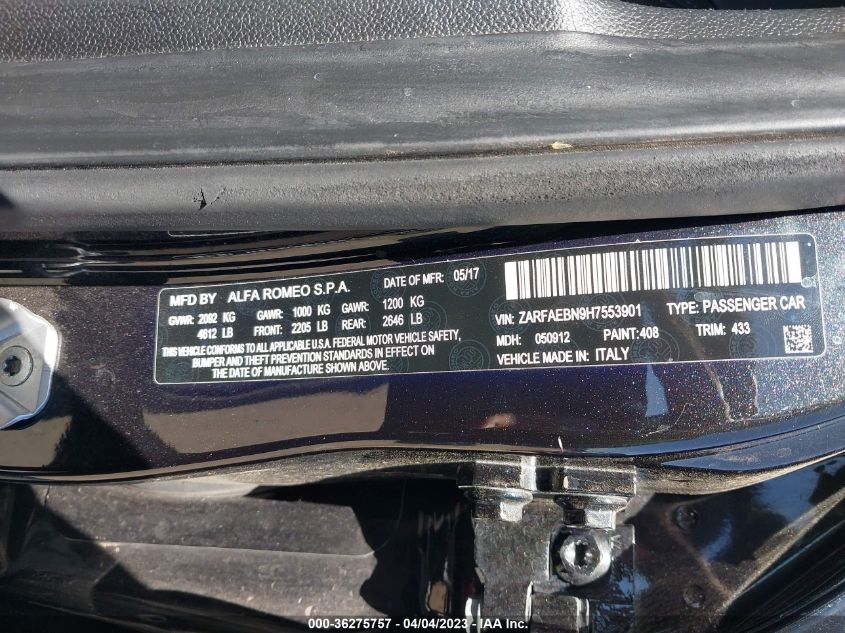 MFD BY ALFA ROMEO S.P.A. DATE OF MFR: 05/17
GVWR: 2092 KG GAWR: 1000 KG GAWR: 1200 KG
4612 LB FRONT: 2205 LB REAR: 2646 LB
THIS VEHICLE CONFORMS TO ALL APPLICABLE U.S.A. FEDERAL MOTOR VEHICLE SAFETY,
BUMPER AND THEFT PREVENTION STANDARDS IN EFFECT ON
THE DATE OF MANUFACTURE SHOWN ABOVE.
VIN: ZARFAEBN9H7553901 TYPE: PASSENGER CAR
MDH: 050912 PAINT: 408 TRIM: 433
VEHICLE MADE IN: ITALY
000-36275757 - 04/04/2023 - © IAA Inc.